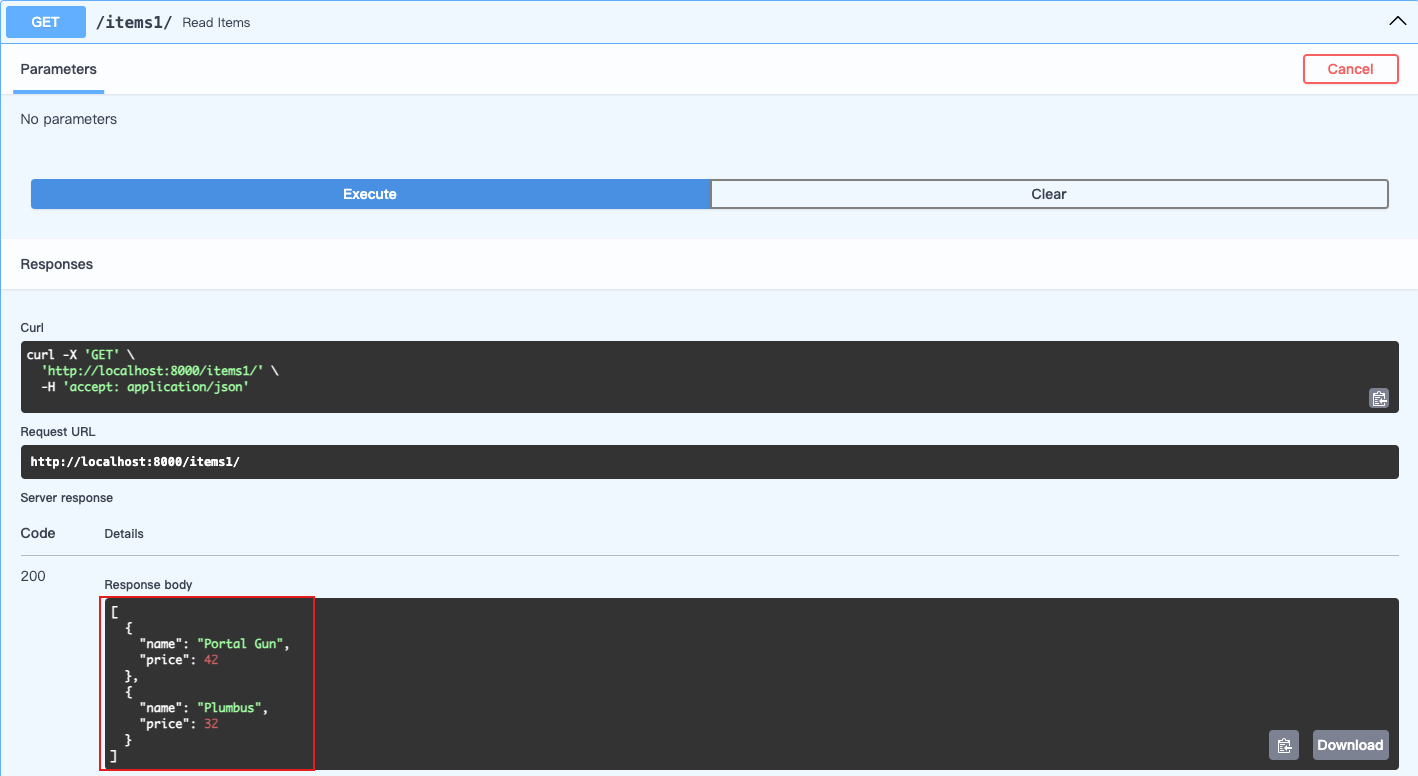 GET /items1/ Read Items
Parameters
Cancel
No parameters
Execute
Clear
Responses
Curl
curl -X 'GET' \
  'http://localhost:8000/items1/' \
  -H 'accept: application/json'
Request URL
http://localhost:8000/items1/
Server response
Code Details
200
Response body
[
  {
    "name": "Portal Gun",
    "price": 42
  },
  {
    "name": "Plumbus",
    "price": 32
  }
]
Download